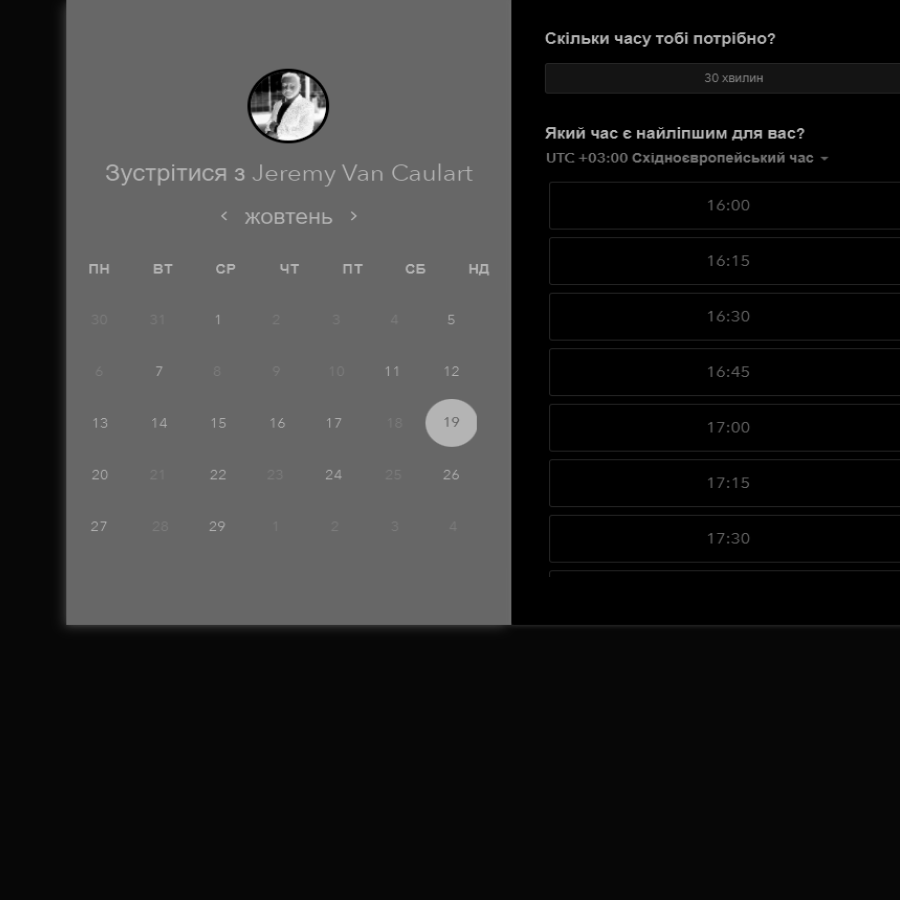 Зустрітися з Jeremy Van Caulart
жовтень
ПН ВТ СР ЧТ ПТ СБ НД
30 31 1 2 3 4 5
6 7 8 9 10 11 12
13 14 15 16 17 18 19
20 21 22 23 24 25 26
27 28 29 1 2 3 4
Скільки часу тобі потрібно?
30 хвилин
Який час є найліпшим для вас?
UTC +03:00 Східноєвропейський час
16:00
16:15
16:30
16:45
17:00
17:15
17:30